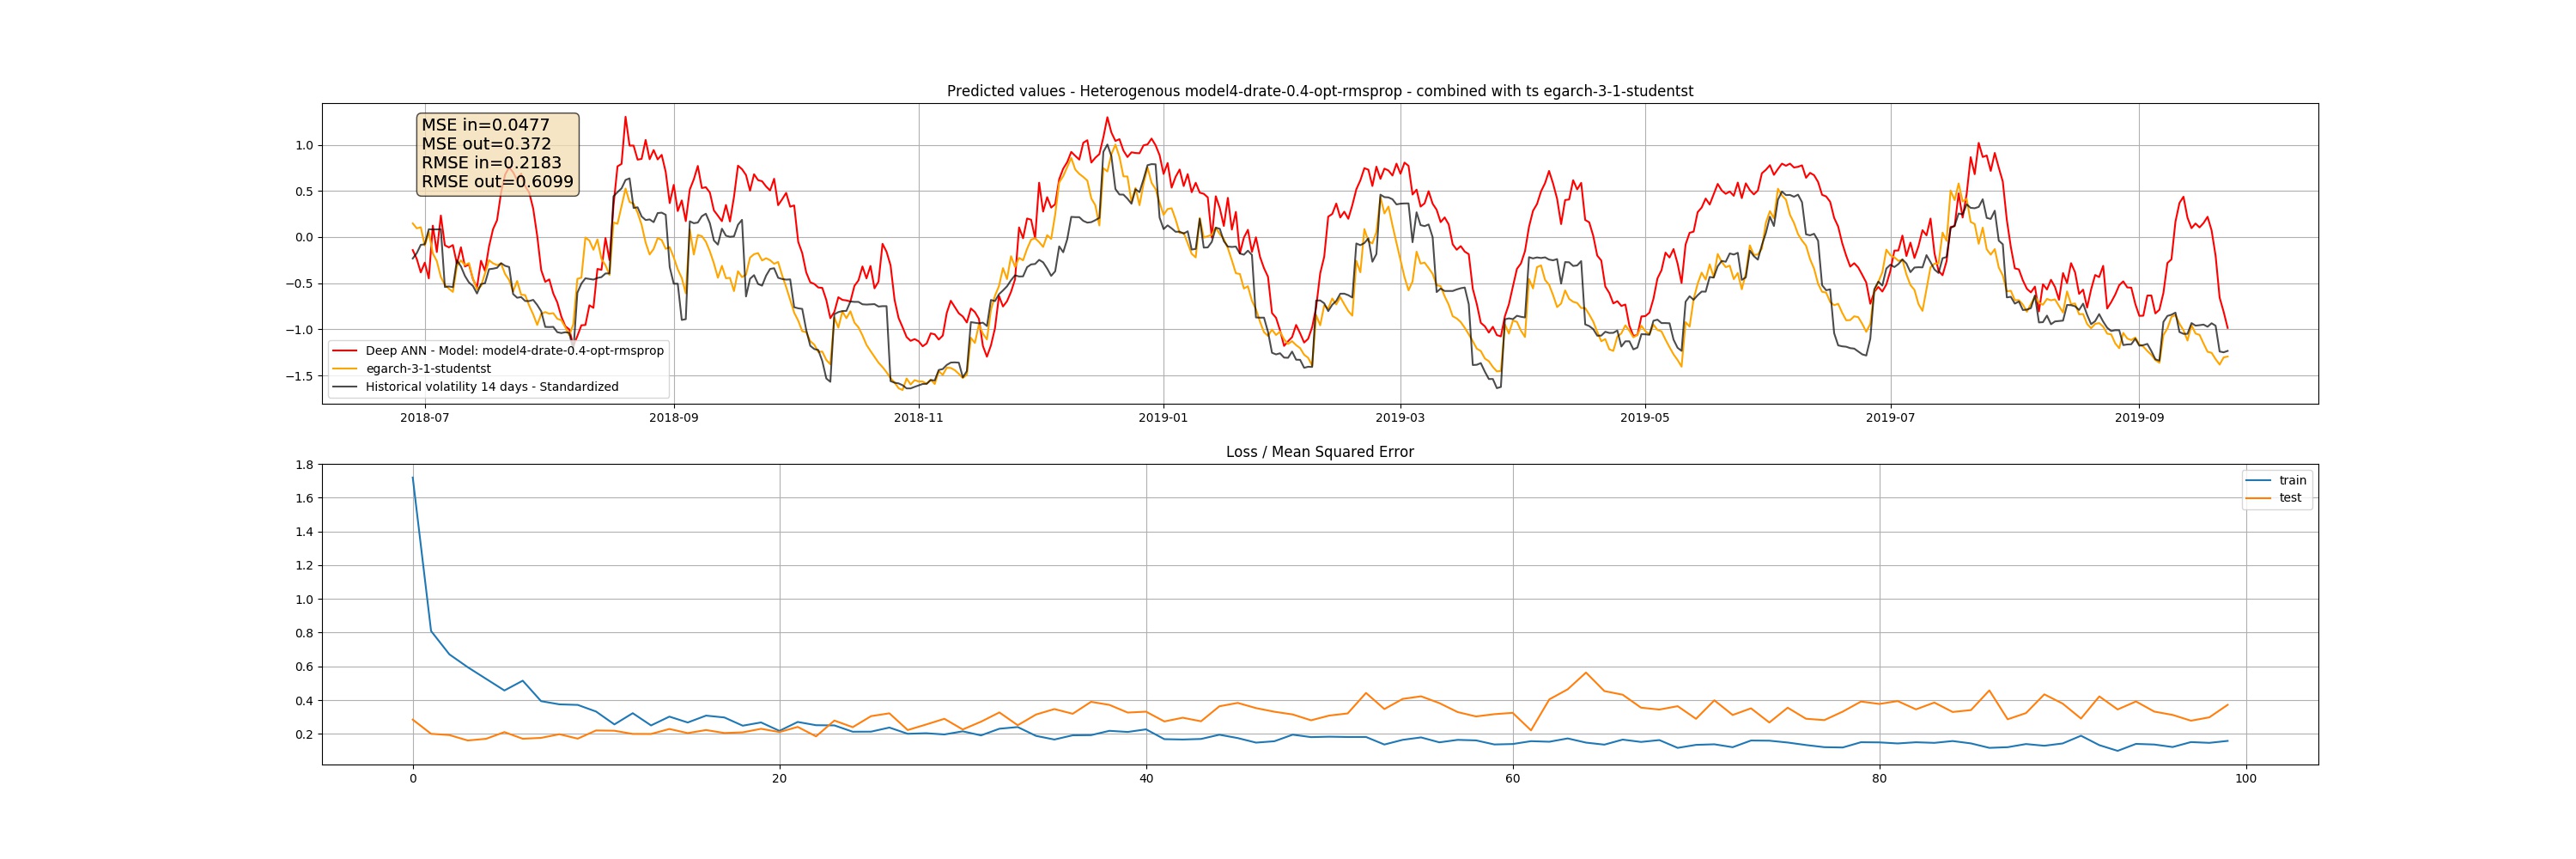 Predicted values - Heterogenous model4-drate-0.4-opt-rmsprop - combined with ts egarch-3-1-studentst
MSE in=0.0477
MSE out=0.372
RMSE in=0.2183
RMSE out=0.6099
1.0
0.5
0.0
−0.5
−1.0
−1.5
Deep ANN - Model: model4-drate-0.4-opt-rmsprop
egarch-3-1-studentst
Historical volatility 14 days - Standardized
2018-07 2018-09 2018-11 2019-01 2019-03 2019-05 2019-07 2019-09
Loss / Mean Squared Error
1.8
1.6
1.4
1.2
1.0
0.8
0.6
0.4
0.2
train
test
0 20 40 60 80 100